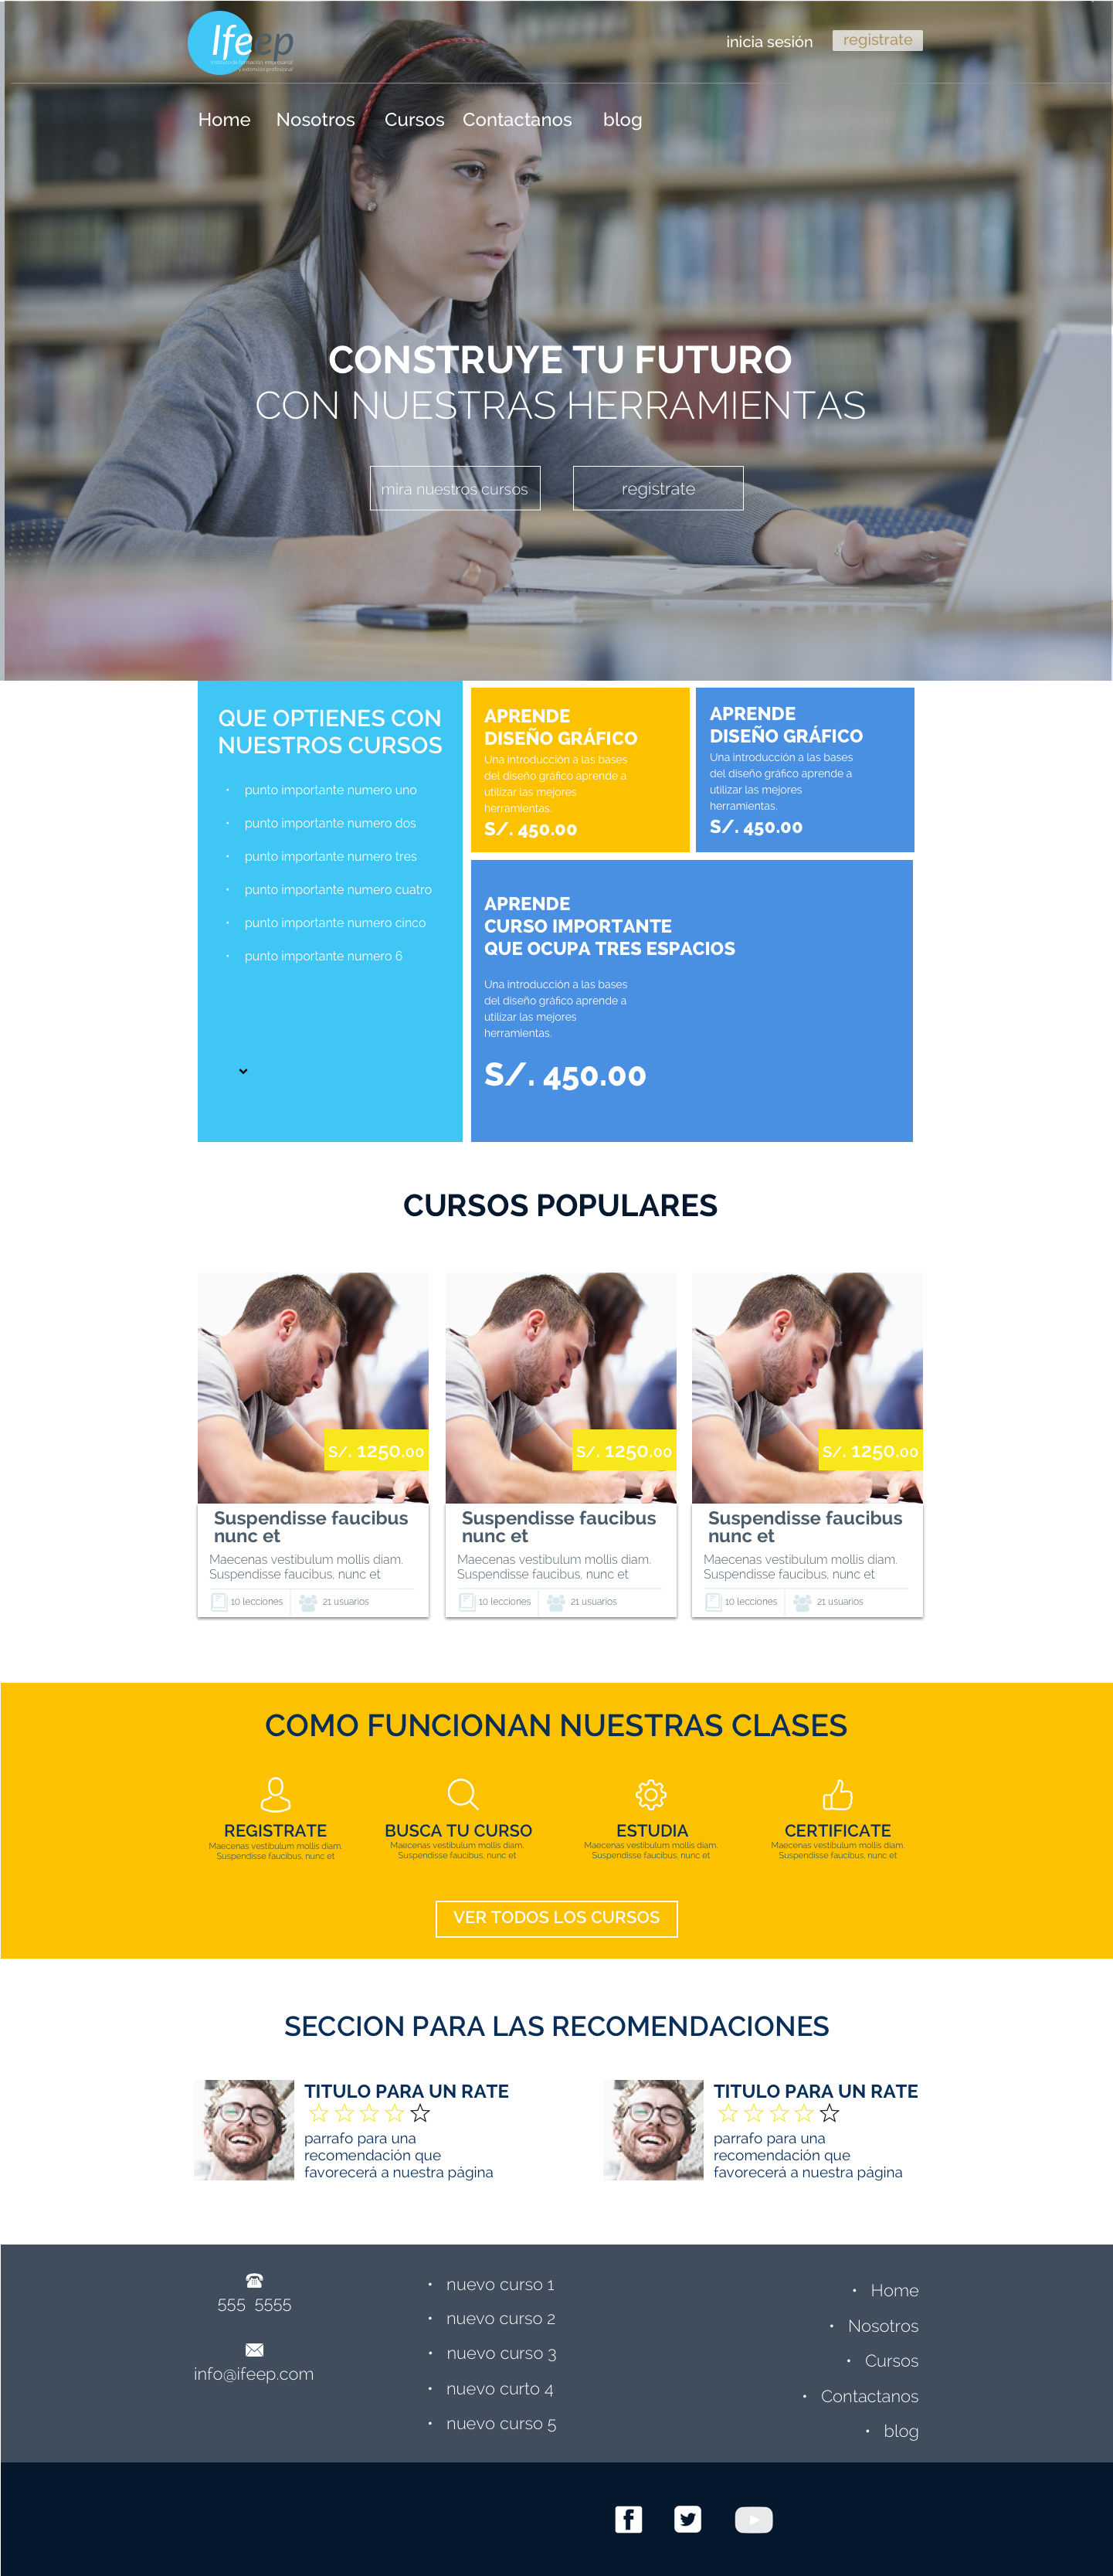 Ifeep
Instituto de formación empresarial
y extension profesional
inicia sesión
registrate
Home Nosotros Cursos Contactanos blog
CONSTRUYE TU FUTURO
CON NUESTRAS HERRAMIENTAS
mira nuestros cursos
registrate
QUE OPTIENES CON
NUESTROS CURSOS
• punto importante numero uno
• punto importante numero dos
• punto importante numero tres
• punto importante numero cuatro
• punto importante numero cinco
• punto importante numero 6
APRENDE
DISEÑO GRÁFICO
Una introducción a las bases
del diseño gráfico aprende a
utilizar las mejores
herramientas.
S/. 450.00
APRENDE
DISEÑO GRÁFICO
Una introducción a las bases
del diseño gráfico aprende a
utilizar las mejores
herramientas.
S/. 450.00
APRENDE
CURSO IMPORTANTE
QUE OCUPA TRES ESPACIOS
Una introducción a las bases
del diseño gráfico aprende a
utilizar las mejores
herramientas.
S/. 450.00
CURSOS POPULARES
S/. 1250.00
Suspendisse faucibus
nunc et
Maecenas vestibulum mollis diam.
Suspendisse faucibus, nunc et
10 lecciones 21 usuarios
S/. 1250.00
Suspendisse faucibus
nunc et
Maecenas vestibulum mollis diam.
Suspendisse faucibus, nunc et
10 lecciones 21 usuarios
S/. 1250.00
Suspendisse faucibus
nunc et
Maecenas vestibulum mollis diam.
Suspendisse faucibus, nunc et
10 lecciones 21 usuarios
COMO FUNCIONAN NUESTRAS CLASES
REGISTRATE
Maecenas vestibulum mollis diam.
Suspendisse faucibus, nunc et
BUSCA TU CURSO
Maecenas vestibulum mollis diam.
Suspendisse faucibus, nunc et
ESTUDIA
Maecenas vestibulum mollis diam.
Suspendisse faucibus, nunc et
CERTIFICATE
Maecenas vestibulum mollis diam.
Suspendisse faucibus, nunc et
VER TODOS LOS CURSOS
SECCION PARA LAS RECOMENDACIONES
TITULO PARA UN RATE
parrafo para una
recomendación que
favorecerá a nuestra página
TITULO PARA UN RATE
parrafo para una
recomendación que
favorecerá a nuestra página
555 5555
info@ifeep.com
• nuevo curso 1
• nuevo curso 2
• nuevo curso 3
• nuevo curto 4
• nuevo curso 5
• Home
• Nosotros
• Cursos
• Contactanos
• blog